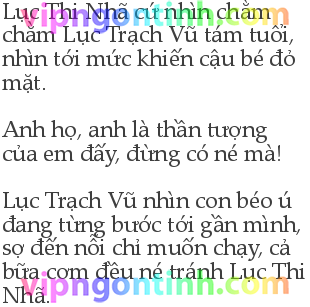 Lục Thi Nhã cứ nhìn chằm
chằm Lục Trạch Vũ tám tuổi,
nhìn tới mức khiến cậu bé đỏ
mặt.
Anh họ, anh là thần tượng
của em đấy, đừng có né mà!
Lục Trạch Vũ nhìn con béo ú
đang từng bước tới gần mình,
sợ đến nỗi chỉ muốn chạy, cả
bữa cơm đều né tránh Lục Thi
Nhã.
vipngontinh.com
vipngontinh.com